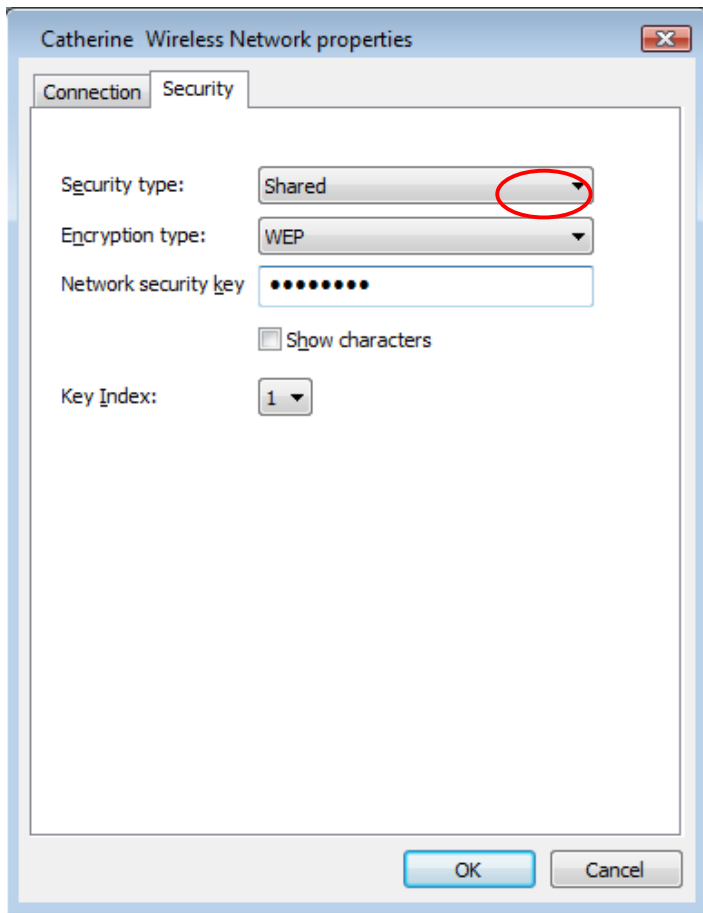 Catherine  Wireless Network properties
Connection Security
Security type: Shared
Encryption type: WEP
Network security key ●●●●●●●●
Show characters
Key Index: 1
OK Cancel